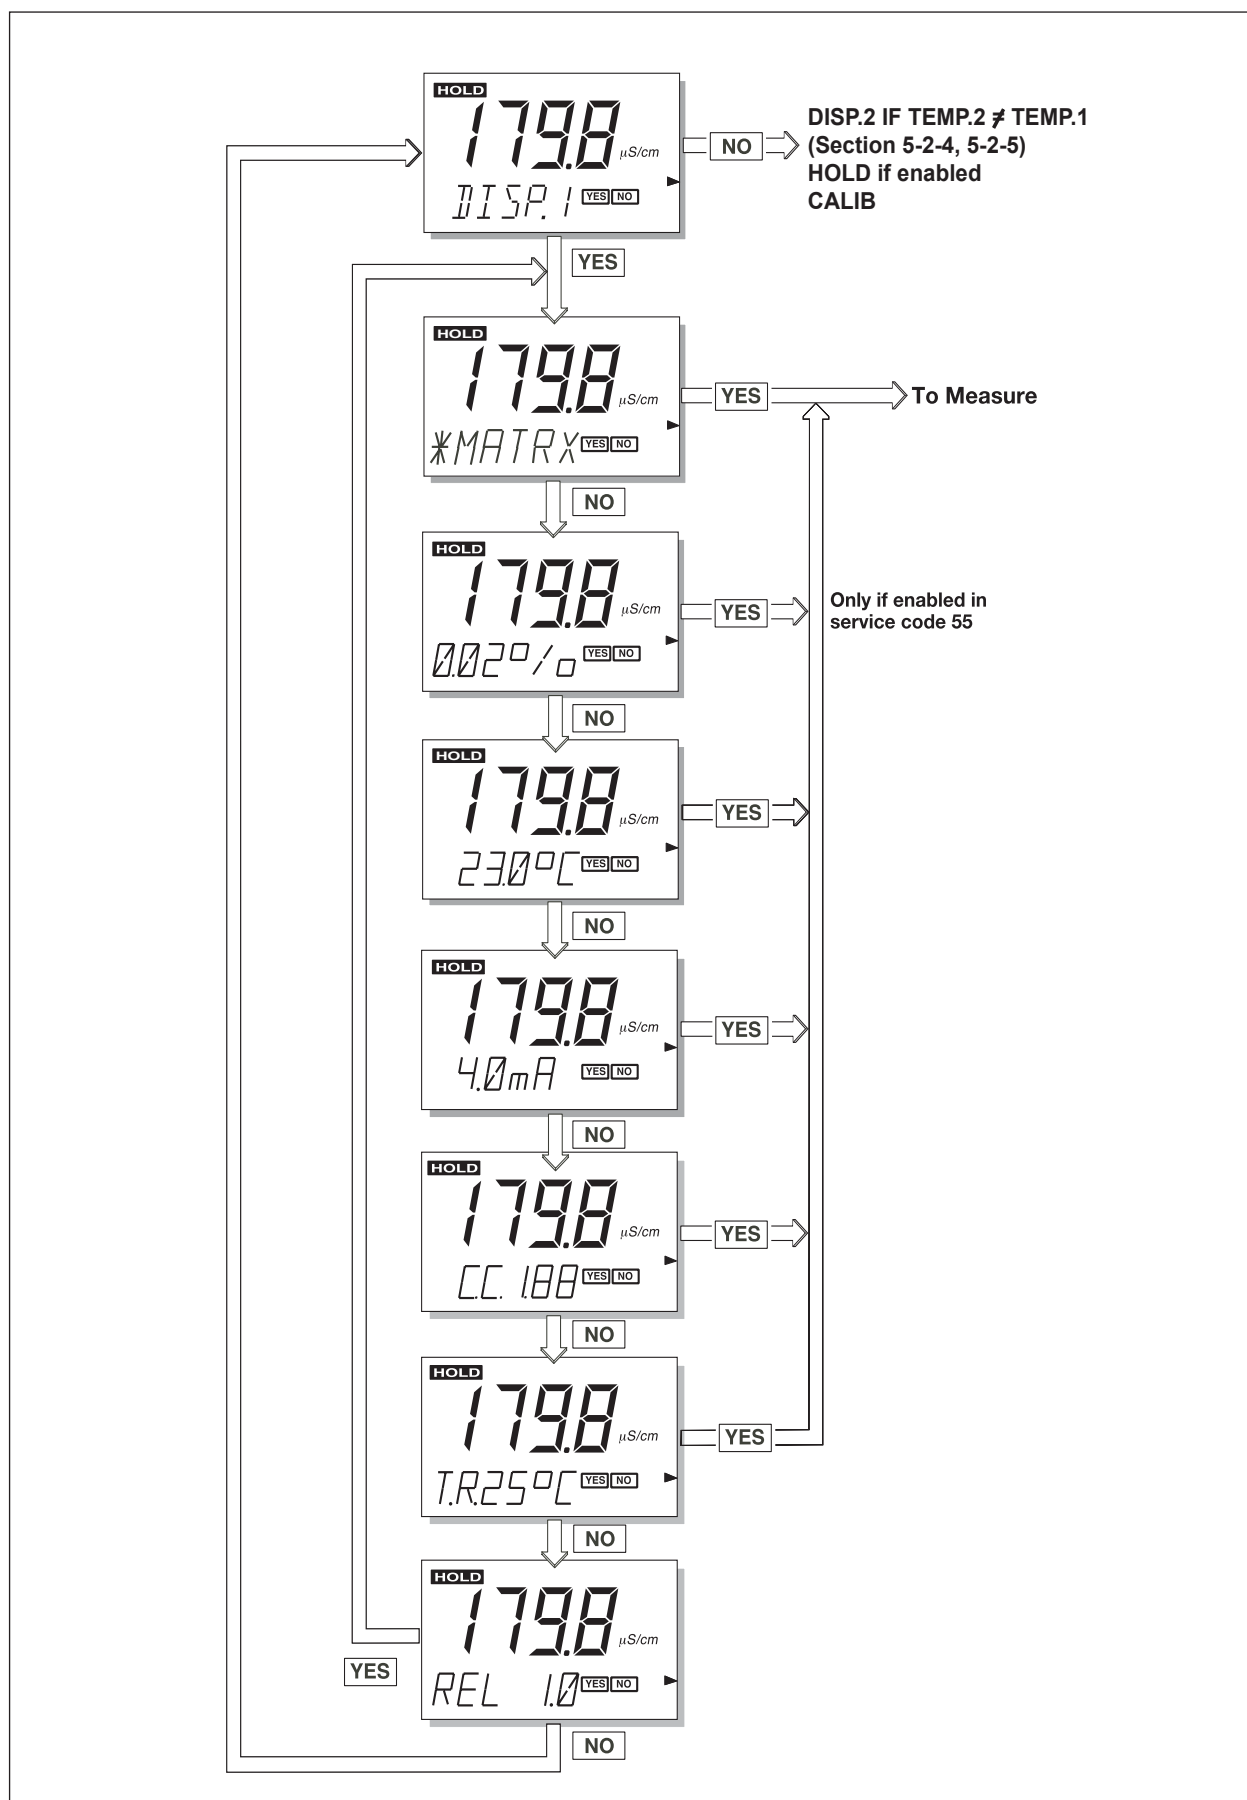 HOLD
179.8 µS/cm
DISP.1 YES NO
NO
DISP.2 IF TEMP.2 ≠ TEMP.1
(Section 5-2-4, 5-2-5)
HOLD if enabled
CALIB
YES
HOLD
179.8 µS/cm
*MATRX YES NO
YES
To Measure
NO
HOLD
179.8 µS/cm
0.02% YES NO
YES
Only if enabled in
service code 55
NO
HOLD
179.8 µS/cm
23.0°C YES NO
YES
NO
HOLD
179.8 µS/cm
4.0mA YES NO
YES
NO
HOLD
179.8 µS/cm
C.C. 1.88 YES NO
YES
NO
HOLD
179.8 µS/cm
T.R.25°C YES NO
YES
NO
HOLD
179.8 µS/cm
REL 1.0 YES NO
YES
NO